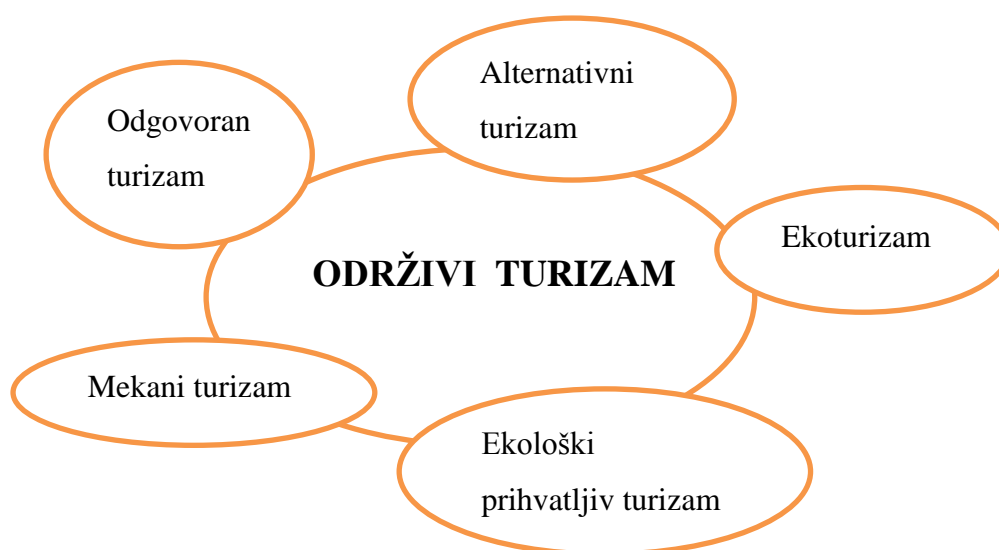 Alternativni
turizam
Odgovoran
turizam
Ekoturizam
ODRŽIVI TURIZAM
Mekani turizam
Ekološki
prihvatljiv turizam